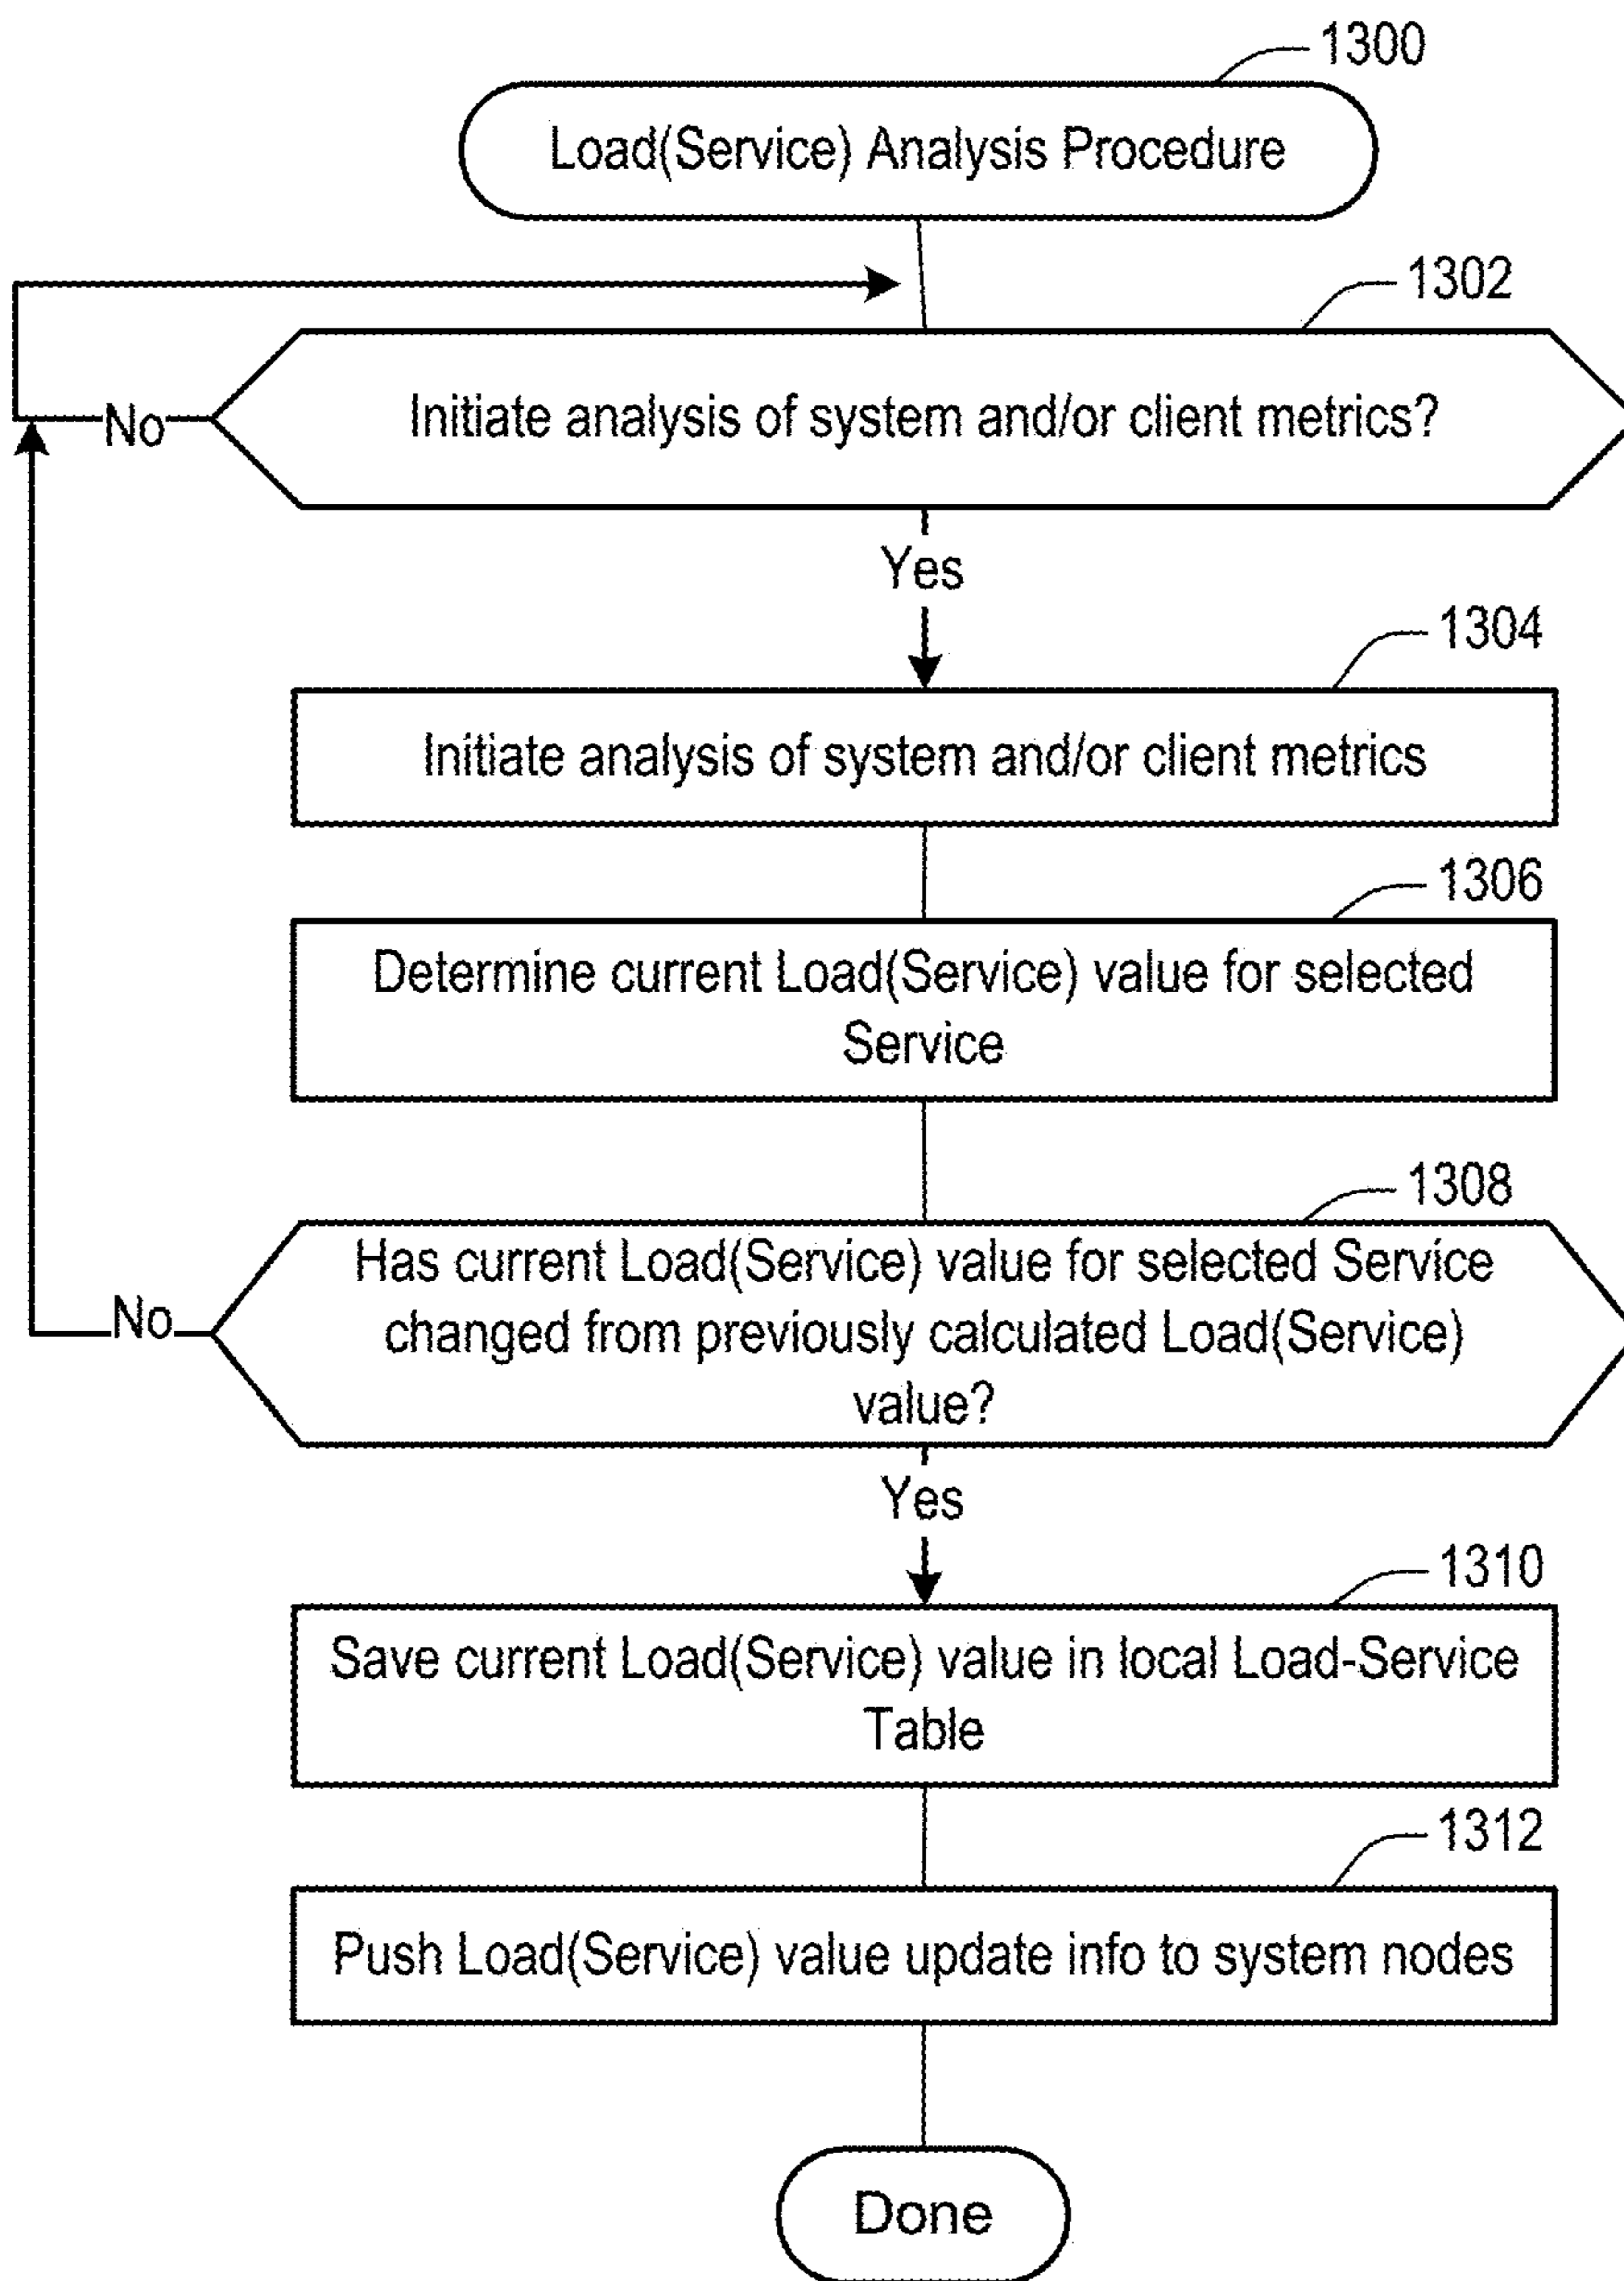 1300
Load(Service) Analysis Procedure
1302
Initiate analysis of system and/or client metrics?
No
Yes
1304
Initiate analysis of system and/or client metrics
1306
Determine current Load(Service) value for selected
Service
1308
Has current Load(Service) value for selected Service
changed from previously calculated Load(Service)
value?
No
Yes
1310
Save current Load(Service) value in local Load-Service
Table
1312
Push Load(Service) value update info to system nodes
Done